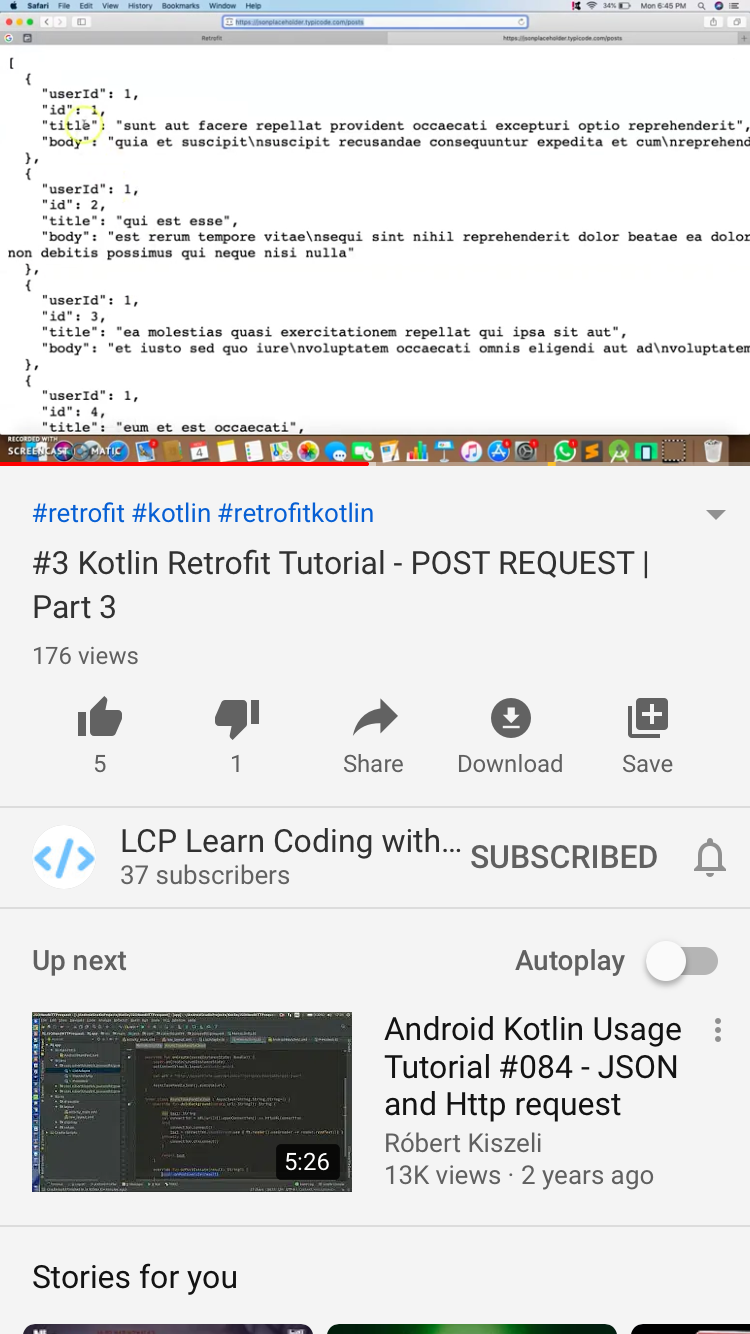 Safari File Edit View History Bookmarks Window Help 34% Mon 6:45 PM
https://jsonplaceholder.typicode.com/posts
Retrofit https://jsonplaceholder.typicode.com/posts
[
{
"userId": 1,
"id": 1,
"title": "sunt aut facere repellat provident occaecati excepturi optio reprehenderit",
"body": "quia et suscipit\nsuscipit recusandae consequuntur expedita et cum\nreprehend
},
{
"userId": 1,
"id": 2,
"title": "qui est esse",
"body": "est rerum tempore vitae\nsequi sint nihil reprehenderit dolor beatae ea dolor
non debitis possimus qui neque nisi nulla"
},
{
"userId": 1,
"id": 3,
"title": "ea molestias quasi exercitationem repellat qui ipsa sit aut",
"body": "et iusto sed quo iure\nvoluptatem occaecati omnis eligendi aut ad\nvoluptatem
},
{
"userId": 1,
"id": 4,
"title": "eum et est occaecati",
RECORDED WITH
SCREENCAST MATIC
4
#retrofit #kotlin #retrofitkotlin
#3 Kotlin Retrofit Tutorial - POST REQUEST |
Part 3
176 views
5 1 Share Download Save
LCP Learn Coding with...
37 subscribers
SUBSCRIBED
Up next Autoplay
5:26
Android Kotlin Usage
Tutorial #084 - JSON
and Http request
Róbert Kiszeli
13K views · 2 years ago
Stories for you